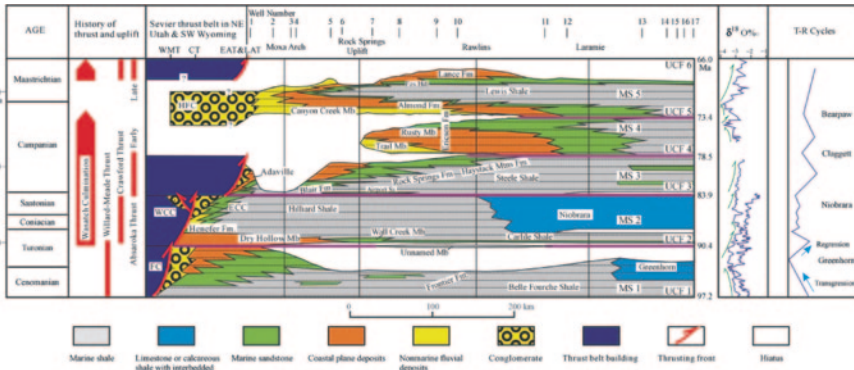 AGE
History of
thrust and uplift
Sevier thrust belt in NE
Utah & SW Wyoming
WMT CT EAT&LAT
Well Number
1 2 3 4 5 6 7 8 9 10 11 12 13 14 15 16 17
Moxa Arch
Rock Springs
Uplift
Rawlins
Laramie
δ¹⁸ O‰
T-R Cycles
Maastrichtian
Campanian
Santonian
Coniacian
Turonian
Cenomanian
Wasatch Culmination
Willard-Meade Thrust
Crawford Thrust
Absaroka Thrust
Early
Late
66.0
Ma
73.4
78.5
83.9
90.4
97.2
UCF 6
Lance Fm.
Fox Hills
Lewis Shale
MS 5
HFC
Almond Fm.
Canyon Creek Mb
UCF 5
Ericson Fm.
Rusty Mb
MS 4
Trail Mb
UCF 4
Adaville
Haystack Mtns Fm.
Rock Springs Fm.
Steele Shale
MS 3
Blair Fm.
UCF 3
WCC
ECC
Hilliard Shale
Niobrara
MS 2
Henefer Fm.
Wall Creek Mb
Carlile Shale
Dry Hollow Mb
UCF 2
Unnamed Mb
FC
Greenhorn
Frontier Fm.
Belle Fourche Shale
MS 1
UCF 1
Bearpaw
Claggett
Niobrara
Regression
Greenhorn
Transgression
0 100 200 km
Marine shale
Limestone or calcareous
shale with interbedded
Marine sandstone
Coastal plane deposits
Nonmarine fluvial
deposits
Conglomerate
Thrust belt building
Thrusting front
Hiatus